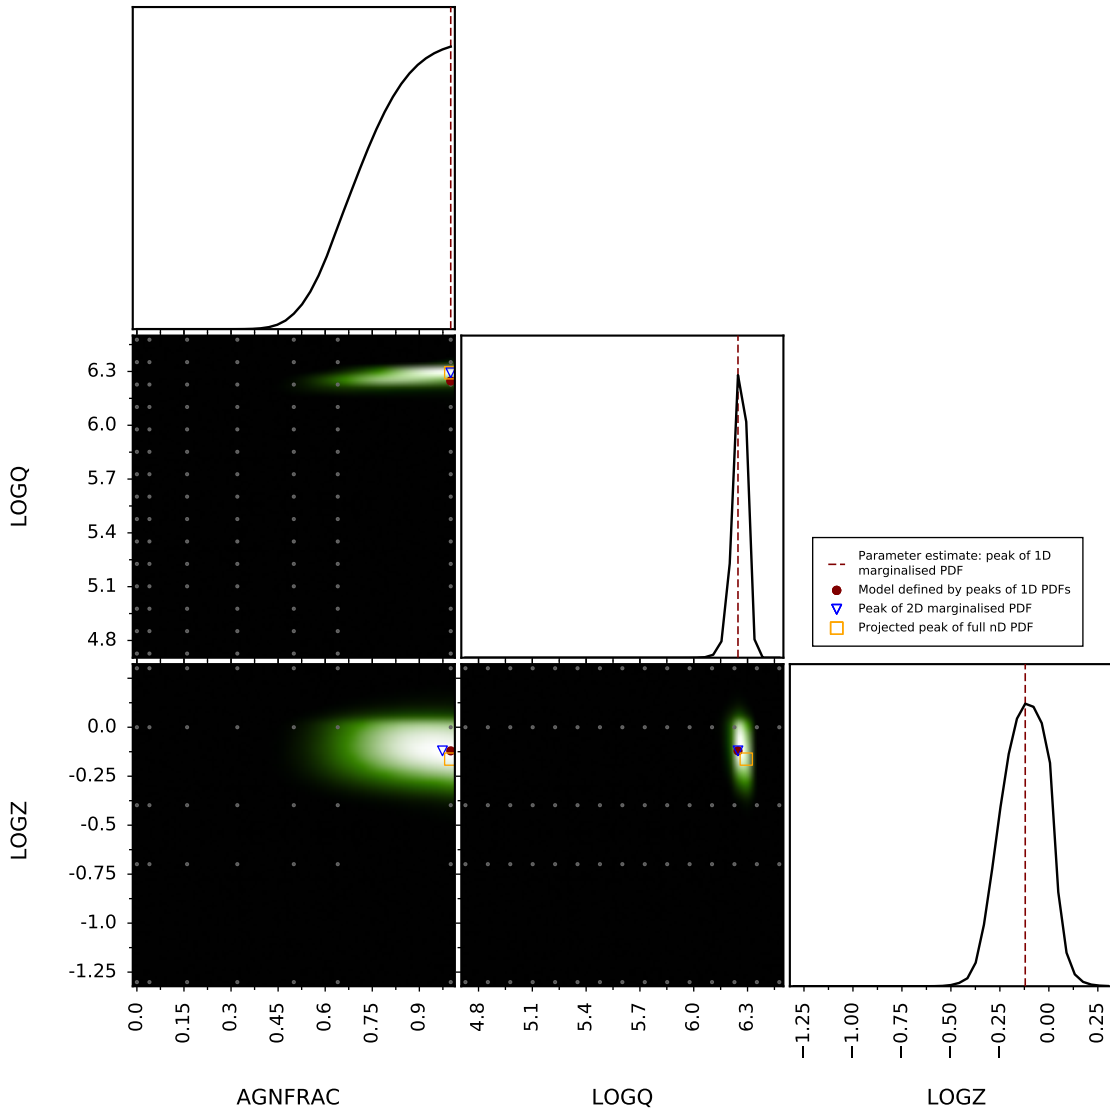 6.3
6.0
5.7
5.4
5.1
4.8
LOGQ
Parameter estimate: peak of 1D
marginalised PDF
Model defined by peaks of 1D PDFs
Peak of 2D marginalised PDF
Projected peak of full nD PDF
0.0
-0.25
-0.5
-0.75
-1.0
-1.25
LOGZ
0.0 0.15 0.3 0.45 0.6 0.75 0.9
4.8 5.1 5.4 5.7 6.0 6.3
−1.25 −1.00 −0.75 −0.50 −0.25 0.00 0.25
AGNFRAC
LOGQ
LOGZ